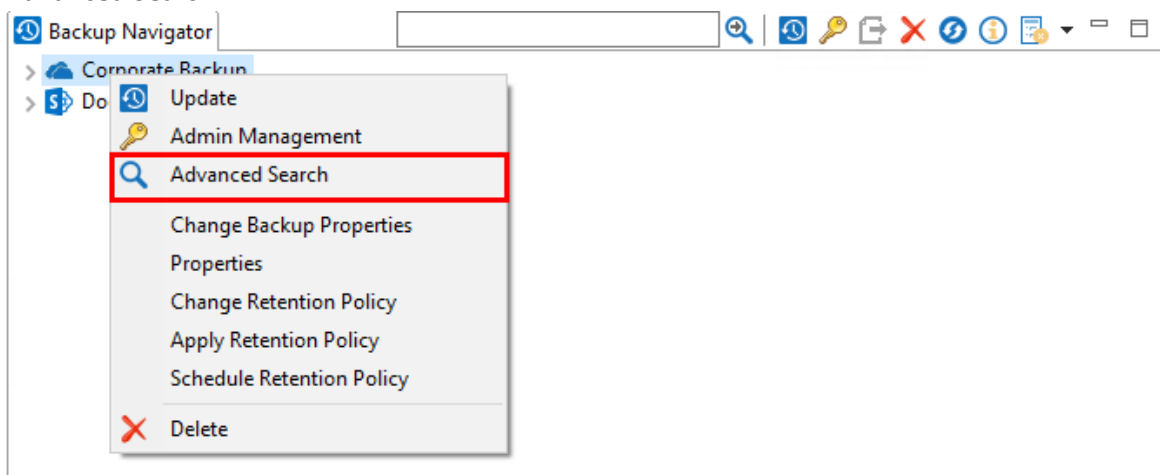 Backup Navigator
Corporate Backup
Do
Update
Admin Management
Advanced Search
Change Backup Properties
Properties
Change Retention Policy
Apply Retention Policy
Schedule Retention Policy
Delete